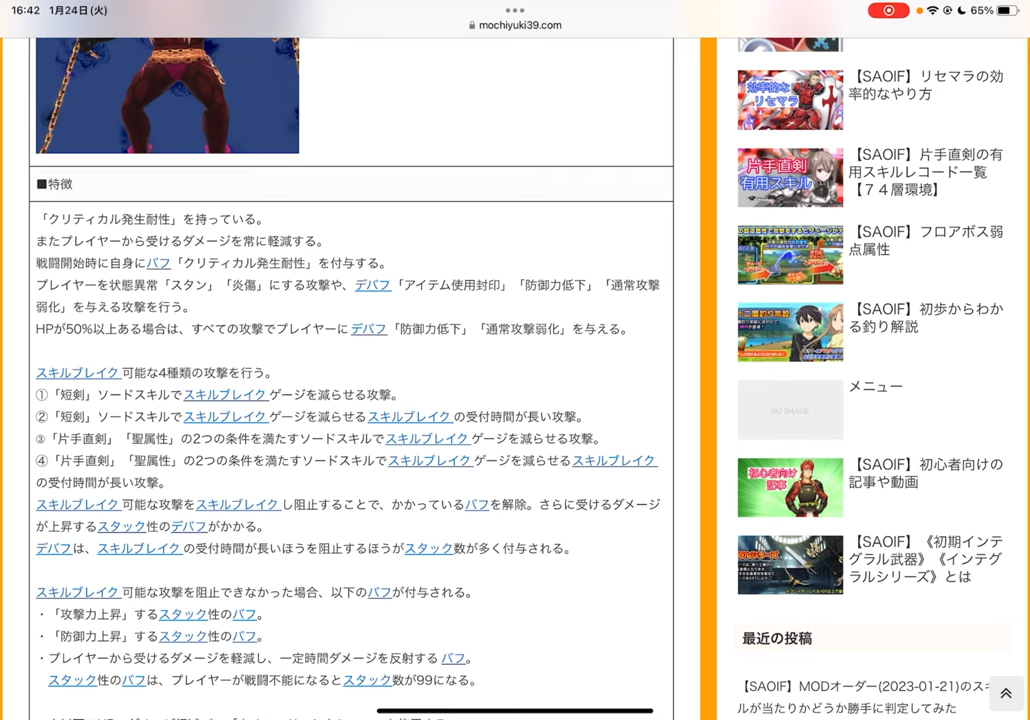 16:42 1月24日(火)
65%
mochiyuki39.com
■特徴
「クリティカル発生耐性」を持っている。
またプレイヤーから受けるダメージを常に軽減する。
戦闘開始時に自身にバフ「クリティカル発生耐性」を付与する。
プレイヤーを状態異常「スタン」「炎傷」にする攻撃や、デバフ「アイテム使用封印」「防御力低下」「通常攻撃
弱化」を与える攻撃を行う。
HPが50%以上ある場合は、すべての攻撃でプレイヤーにデバフ「防御力低下」「通常攻撃弱化」を与える。
スキルブレイク可能な4種類の攻撃を行う。
①「短剣」ソードスキルでスキルブレイクゲージを減らせる攻撃。
②「短剣」ソードスキルでスキルブレイクゲージを減らせるスキルブレイクの受付時間が長い攻撃。
③「片手直剣」「聖属性」の2つの条件を満たすソードスキルでスキルブレイクゲージを減らせる攻撃。
④「片手直剣」「聖属性」の2つの条件を満たすソードスキルでスキルブレイクゲージを減らせるスキルブレイク
の受付時間が長い攻撃。
スキルブレイク可能な攻撃をスキルブレイクし阻止することで、かかっているバフを解除。さらに受けるダメージ
が上昇するスタック性のデバフがかかる。
デバフは、スキルブレイクの受付時間が長いほうを阻止するほうがスタック数が多く付与される。
スキルブレイク可能な攻撃を阻止できなかった場合、以下のバフが付与される。
・「攻撃力上昇」するスタック性のバフ。
・「防御力上昇」するスタック性のバフ。
・プレイヤーから受けるダメージを軽減し、一定時間ダメージを反射するバフ。
スタック性のバフは、プレイヤーが戦闘不能になるとスタック数が99になる。
効率的な
リセマラ
【SAOIF】リセマラの効
率的なやり方
片手直剣
有用スキル
【SAOIF】片手直剣の有
用スキルレコード一覧
【７４層環境】
【SAOIF】フロアボス弱
点属性
【SAOIF】初歩からわか
る釣り解説
NO IMAGE
メニュー
初心者向け
記事
【SAOIF】初心者向けの
記事や動画
【SAOIF】《初期インテ
グラル武器》《インテグ
ラルシリーズ》とは
最近の投稿
【SAOIF】MODオーダー(2023-01-21)のスキ
ルが当たりかどうか勝手に判定してみた